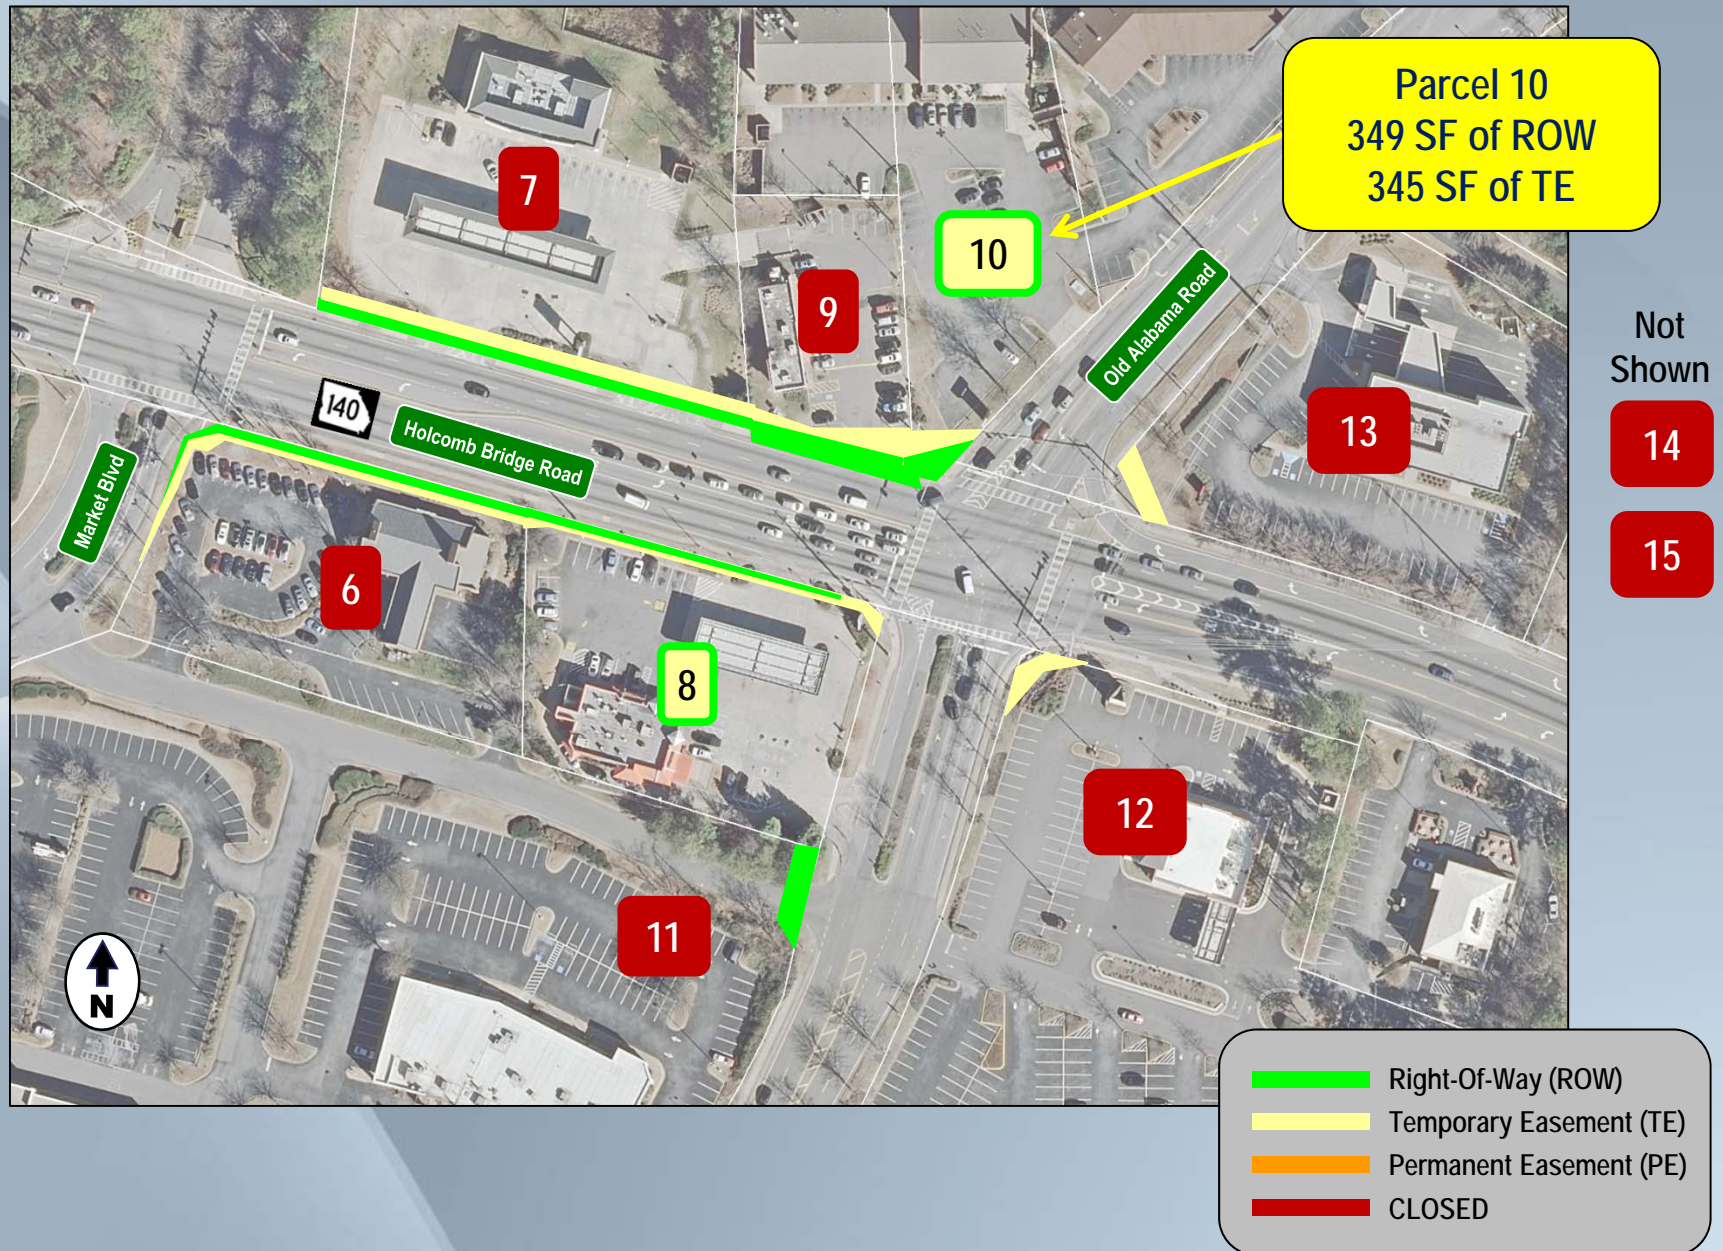 Parcel 10
349 SF of ROW
345 SF of TE
7
10
9
Old Alabama Road
13
140
Holcomb Bridge Road
Market Blvd
6
8
12
11
N
Not
Shown
14
15
Right-Of-Way (ROW)
Temporary Easement (TE)
Permanent Easement (PE)
CLOSED